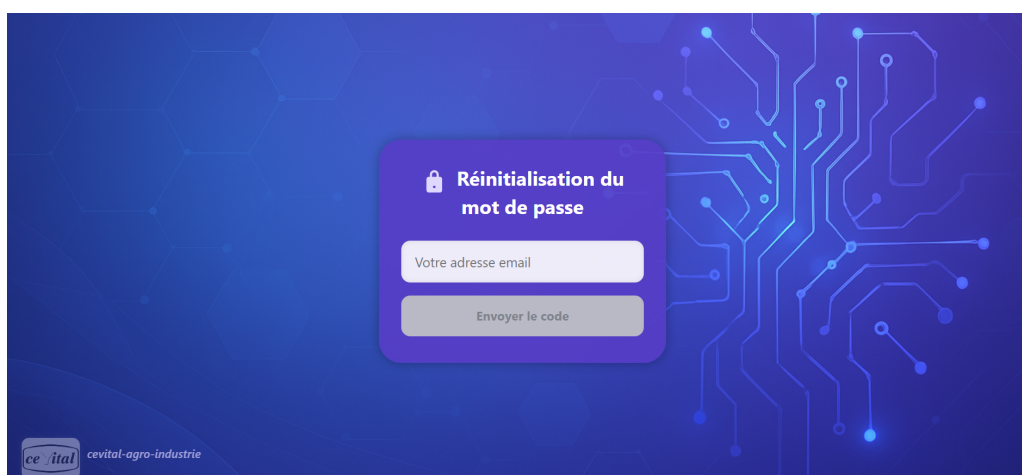 Réinitialisation du
mot de passe
Votre adresse email
Envoyer le code
cevital
cevital-agro-industrie